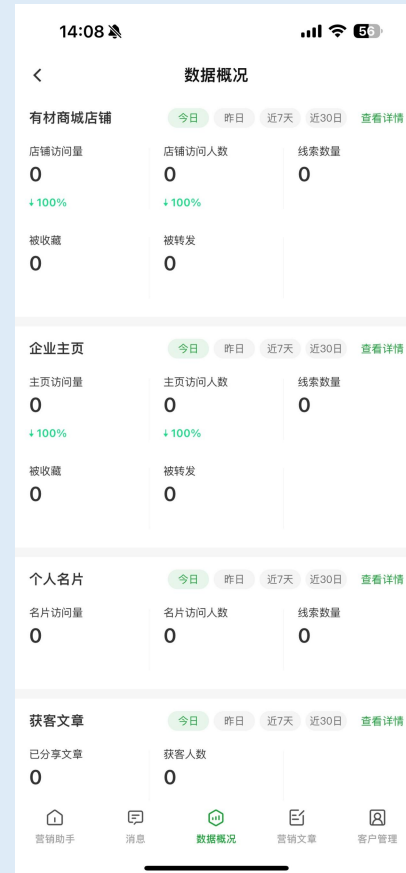 14:08 56
数据概况
有材商城店铺 今日 昨日 近7天 近30日 查看详情
店铺访问量 店铺访问人数 线索数量
0 0 0
↓100% ↓100%
被收藏 被转发
0 0
企业主页 今日 昨日 近7天 近30日 查看详情
主页访问量 主页访问人数 线索数量
0 0 0
↓100% ↓100%
被收藏 被转发
0 0
个人名片 今日 昨日 近7天 近30日 查看详情
名片访问量 名片访问人数 线索数量
0 0 0
获客文章 今日 昨日 近7天 近30日 查看详情
已分享文章 获客人数
0 0
营销助手 消息 数据概况 营销文章 客户管理